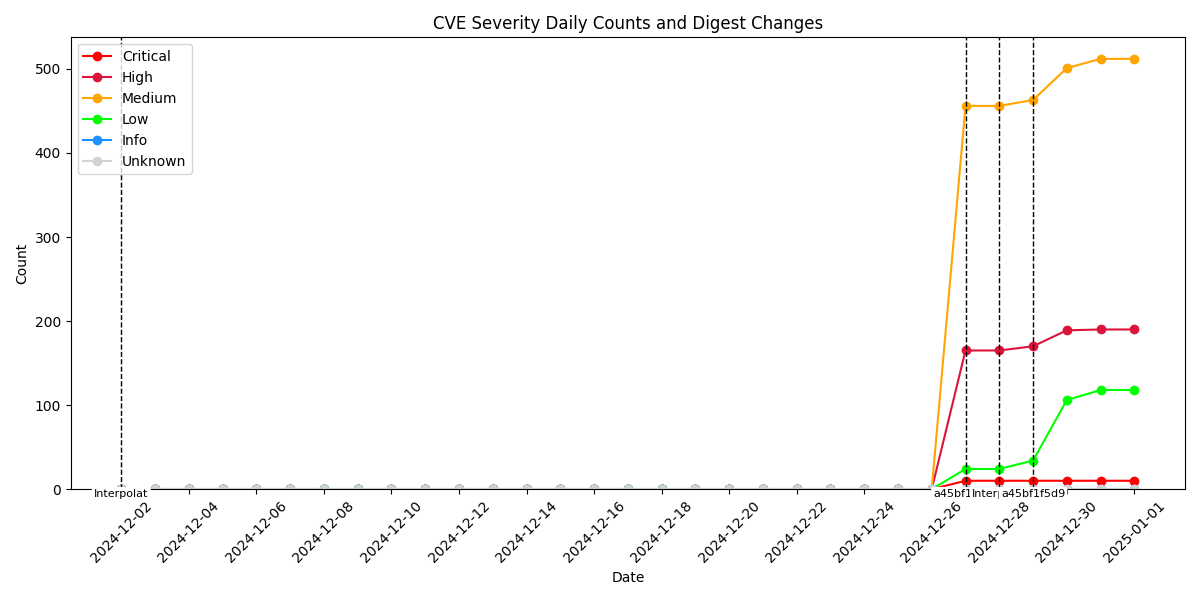 CVE Severity Daily Counts and Digest Changes
Critical
High
Medium
Low
Info
Unknown
Count
500
400
300
200
100
0
Interpolat
a45bf1
Inter
a45bf1f5d9
2024-12-02
2024-12-04
2024-12-06
2024-12-08
2024-12-10
2024-12-12
2024-12-14
2024-12-16
2024-12-18
2024-12-20
2024-12-22
2024-12-24
2024-12-26
2024-12-28
2024-12-30
2025-01-01
Date